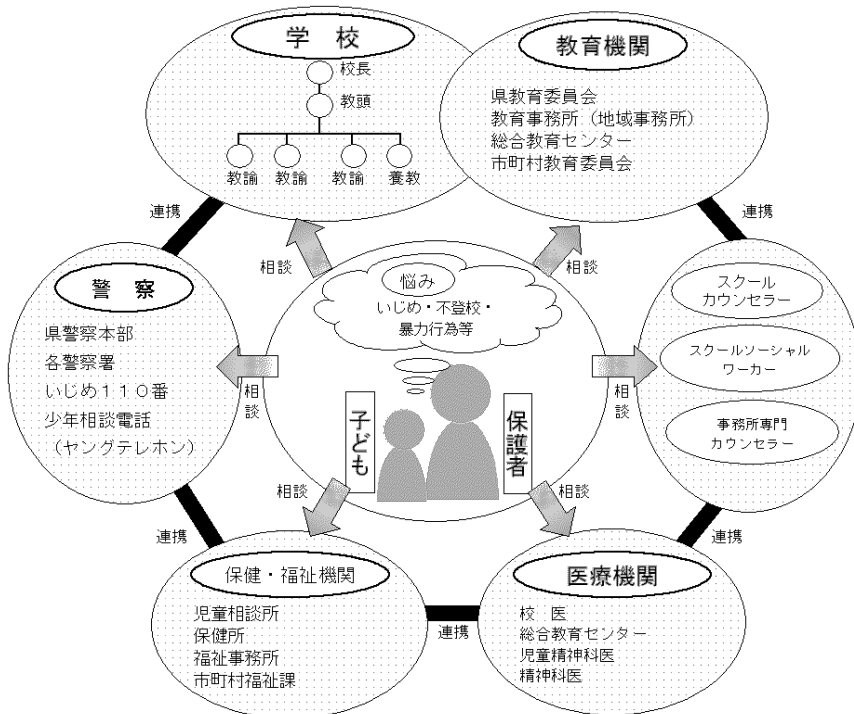 学　校
校長
教頭
教諭
教諭
教諭
養教
教育機関
県教育委員会
教育事務所（地域事務所）
総合教育センター
市町村教育委員会
連携
連携
相談
相談
悩み
いじめ・不登校・
暴力行為等
警　察
県警察本部
各警察署
いじめ１１０番
少年相談電話
（ヤングテレホン）
相談
相談
スクール
カウンセラー
スクールソーシャル
ワーカー
事務所専門
カウンセラー
子ども
保護者
相談
相談
連携
連携
保健・福祉機関
児童相談所
保健所
福祉事務所
市町村福祉課
連携
医療機関
校　医
総合教育センター
児童精神科医
精神科医